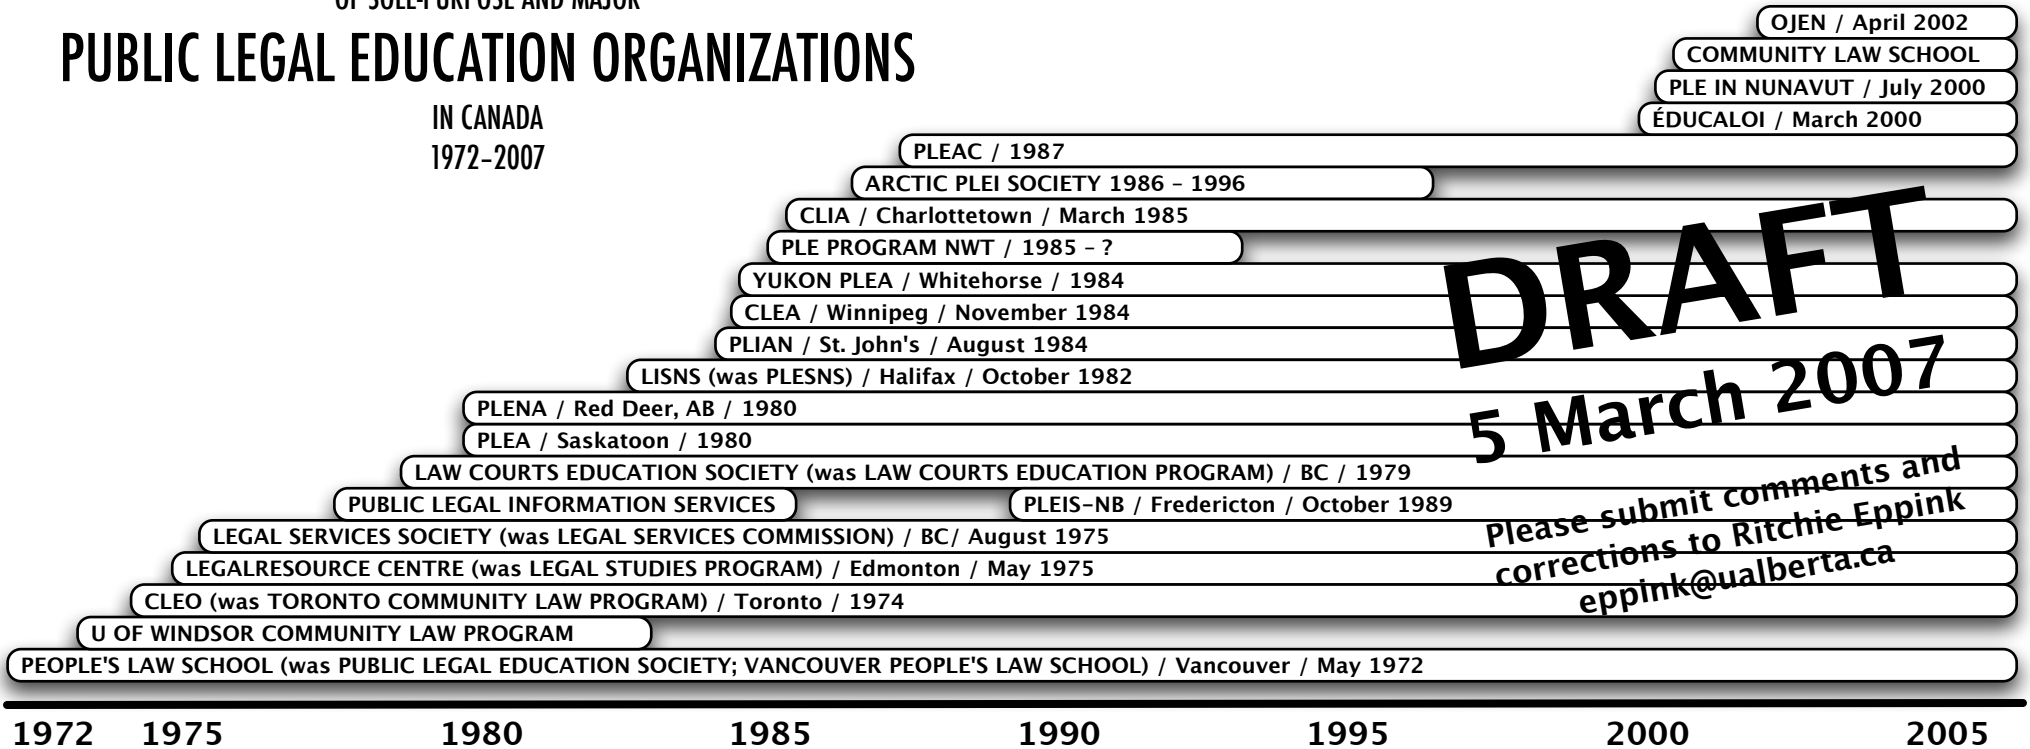 OF SOLE-PURPOSE AND MAJOR
PUBLIC LEGAL EDUCATION ORGANIZATIONS
IN CANADA
1972–2007
OJEN / April 2002
COMMUNITY LAW SCHOOL
PLE IN NUNAVUT / July 2000
ÉDUCALOI / March 2000
PLEAC / 1987
ARCTIC PLEI SOCIETY 1986 – 1996
CLIA / Charlottetown / March 1985
PLE PROGRAM NWT / 1985 – ?
YUKON PLEA / Whitehorse / 1984
CLEA / Winnipeg / November 1984
PLIAN / St. John's / August 1984
LISNS (was PLESNS) / Halifax / October 1982
PLENA / Red Deer, AB / 1980
PLEA / Saskatoon / 1980
LAW COURTS EDUCATION SOCIETY (was LAW COURTS EDUCATION PROGRAM) / BC / 1979
PUBLIC LEGAL INFORMATION SERVICES
PLEIS–NB / Fredericton / October 1989
LEGAL SERVICES SOCIETY (was LEGAL SERVICES COMMISSION) / BC/ August 1975
LEGALRESOURCE CENTRE (was LEGAL STUDIES PROGRAM) / Edmonton / May 1975
CLEO (was TORONTO COMMUNITY LAW PROGRAM) / Toronto / 1974
U OF WINDSOR COMMUNITY LAW PROGRAM
PEOPLE'S LAW SCHOOL (was PUBLIC LEGAL EDUCATION SOCIETY; VANCOUVER PEOPLE'S LAW SCHOOL) / Vancouver / May 1972
DRAFT
5 March 2007
Please submit comments and
corrections to Ritchie Eppink
eppink@ualberta.ca
1972 1975 1980 1985 1990 1995 2000 2005